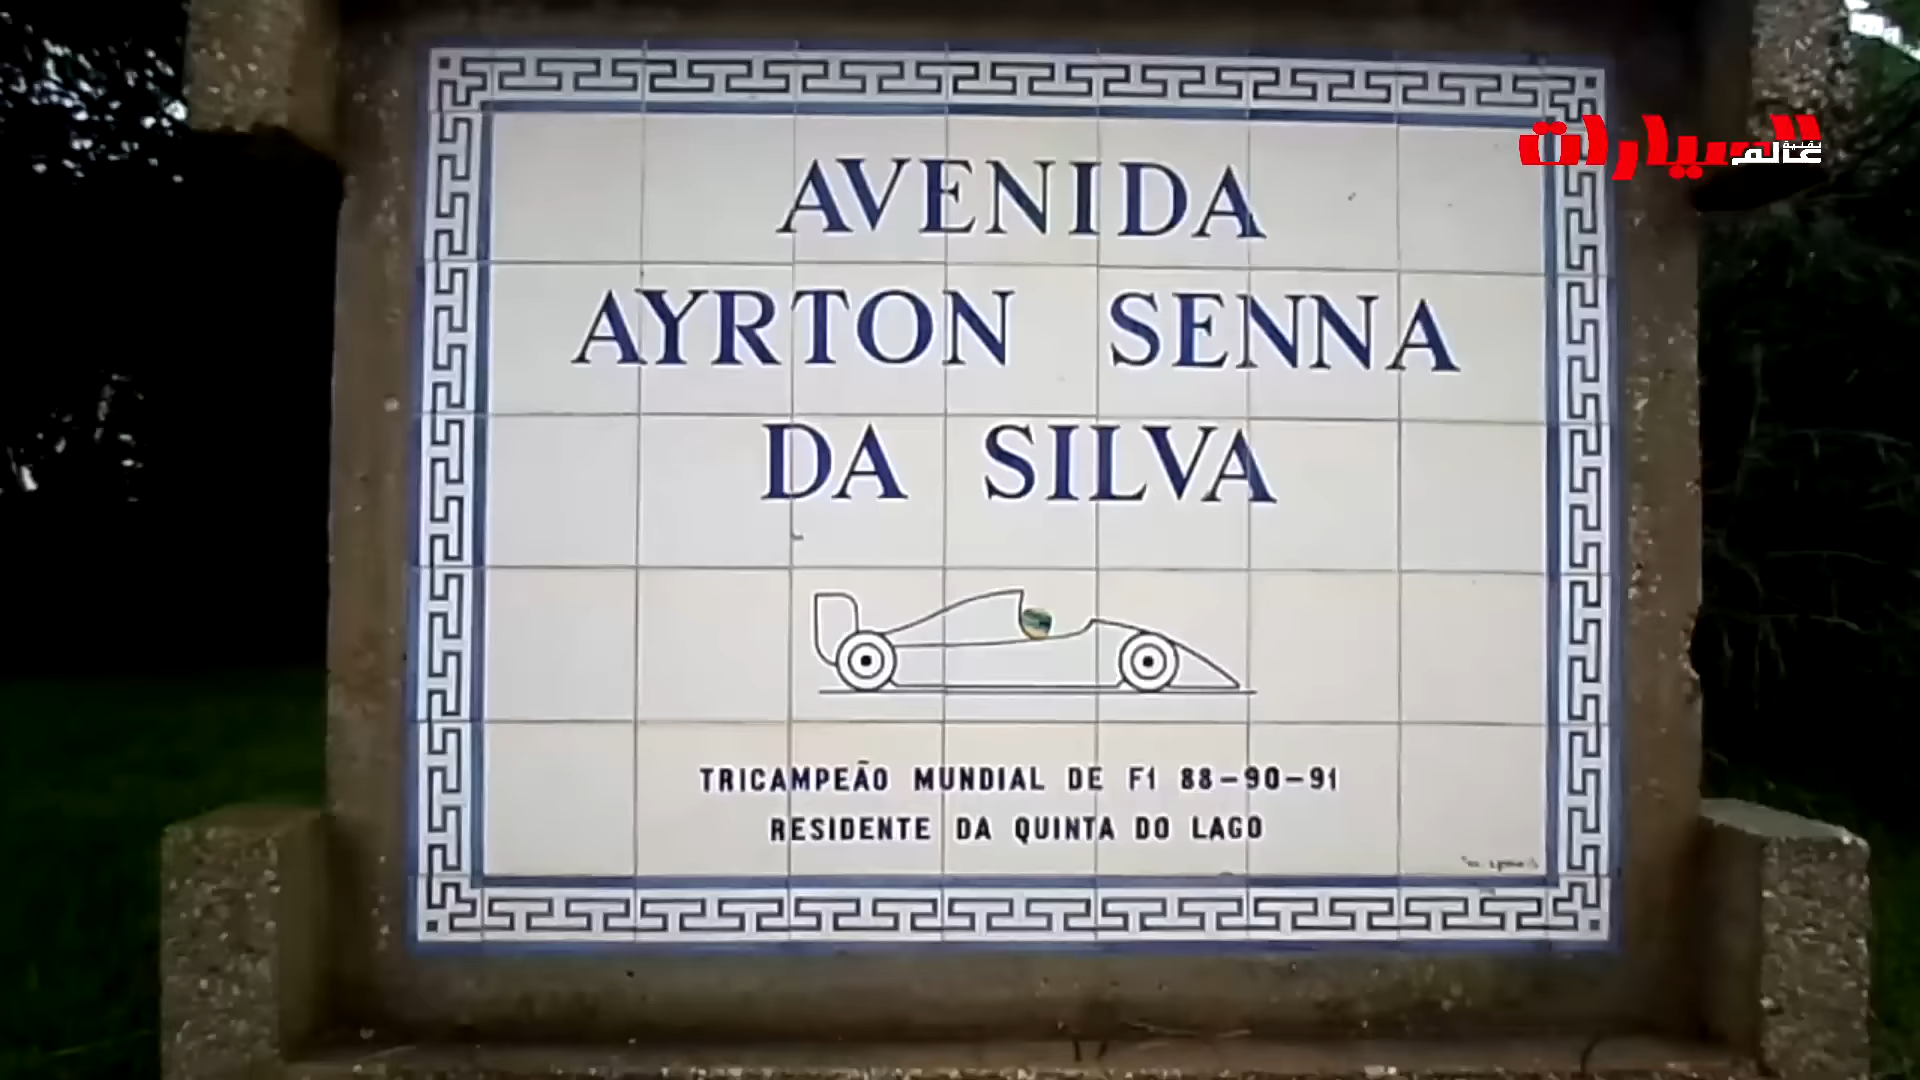 AVENIDA
AYRTON SENNA
DA SILVA
TRICAMPEÃO MUNDIAL DE F1 88-90-91
RESIDENTE DA QUINTA DO LAGO
عالم السيارات